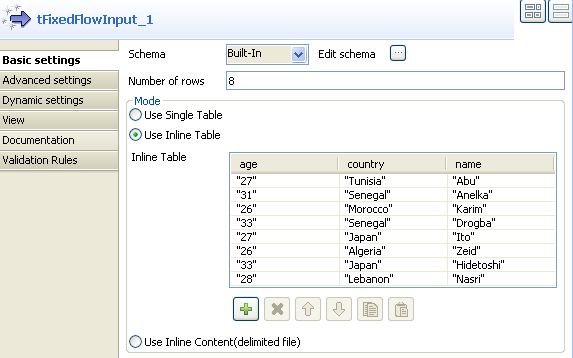 tFixedFlowInput_1
Basic settings
Advanced settings
Dynamic settings
View
Documentation
Validation Rules
Schema Built-In Edit schema ...
Number of rows 8
Mode
Use Single Table
Use Inline Table
Inline Table
age country name
"27" "Tunisia" "Abu"
"31" "Senegal" "Anelka"
"26" "Morocco" "Karim"
"33" "Senegal" "Drogba"
"27" "Japan" "Ito"
"26" "Algeria" "Zeid"
"33" "Japan" "Hidetoshi"
"28" "Lebanon" "Nasri"
Use Inline Content(delimited file)